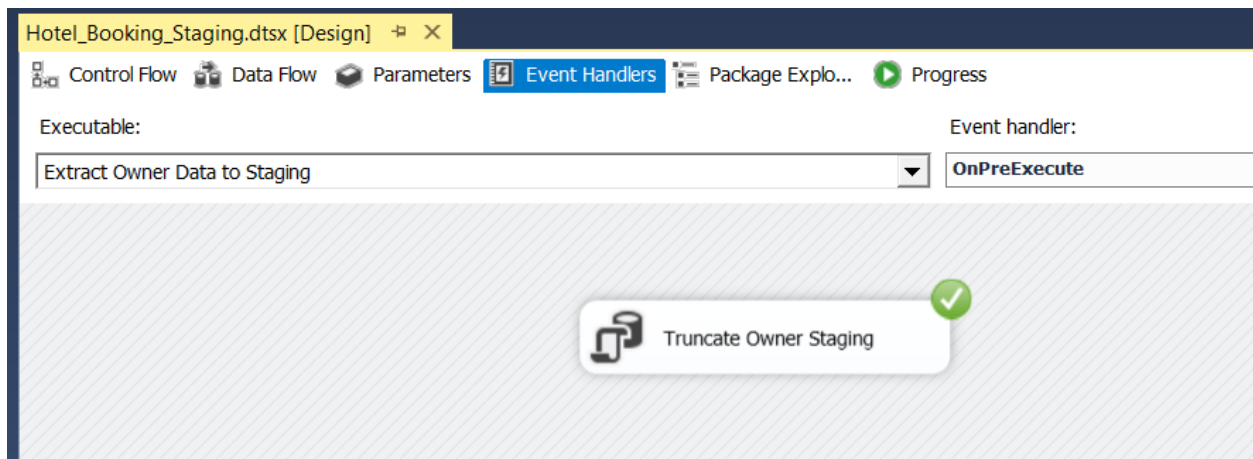 Hotel_Booking_Staging.dtsx [Design]
Control Flow Data Flow Parameters Event Handlers Package Explo... Progress
Executable: Event handler:
Extract Owner Data to Staging OnPreExecute
Truncate Owner Staging